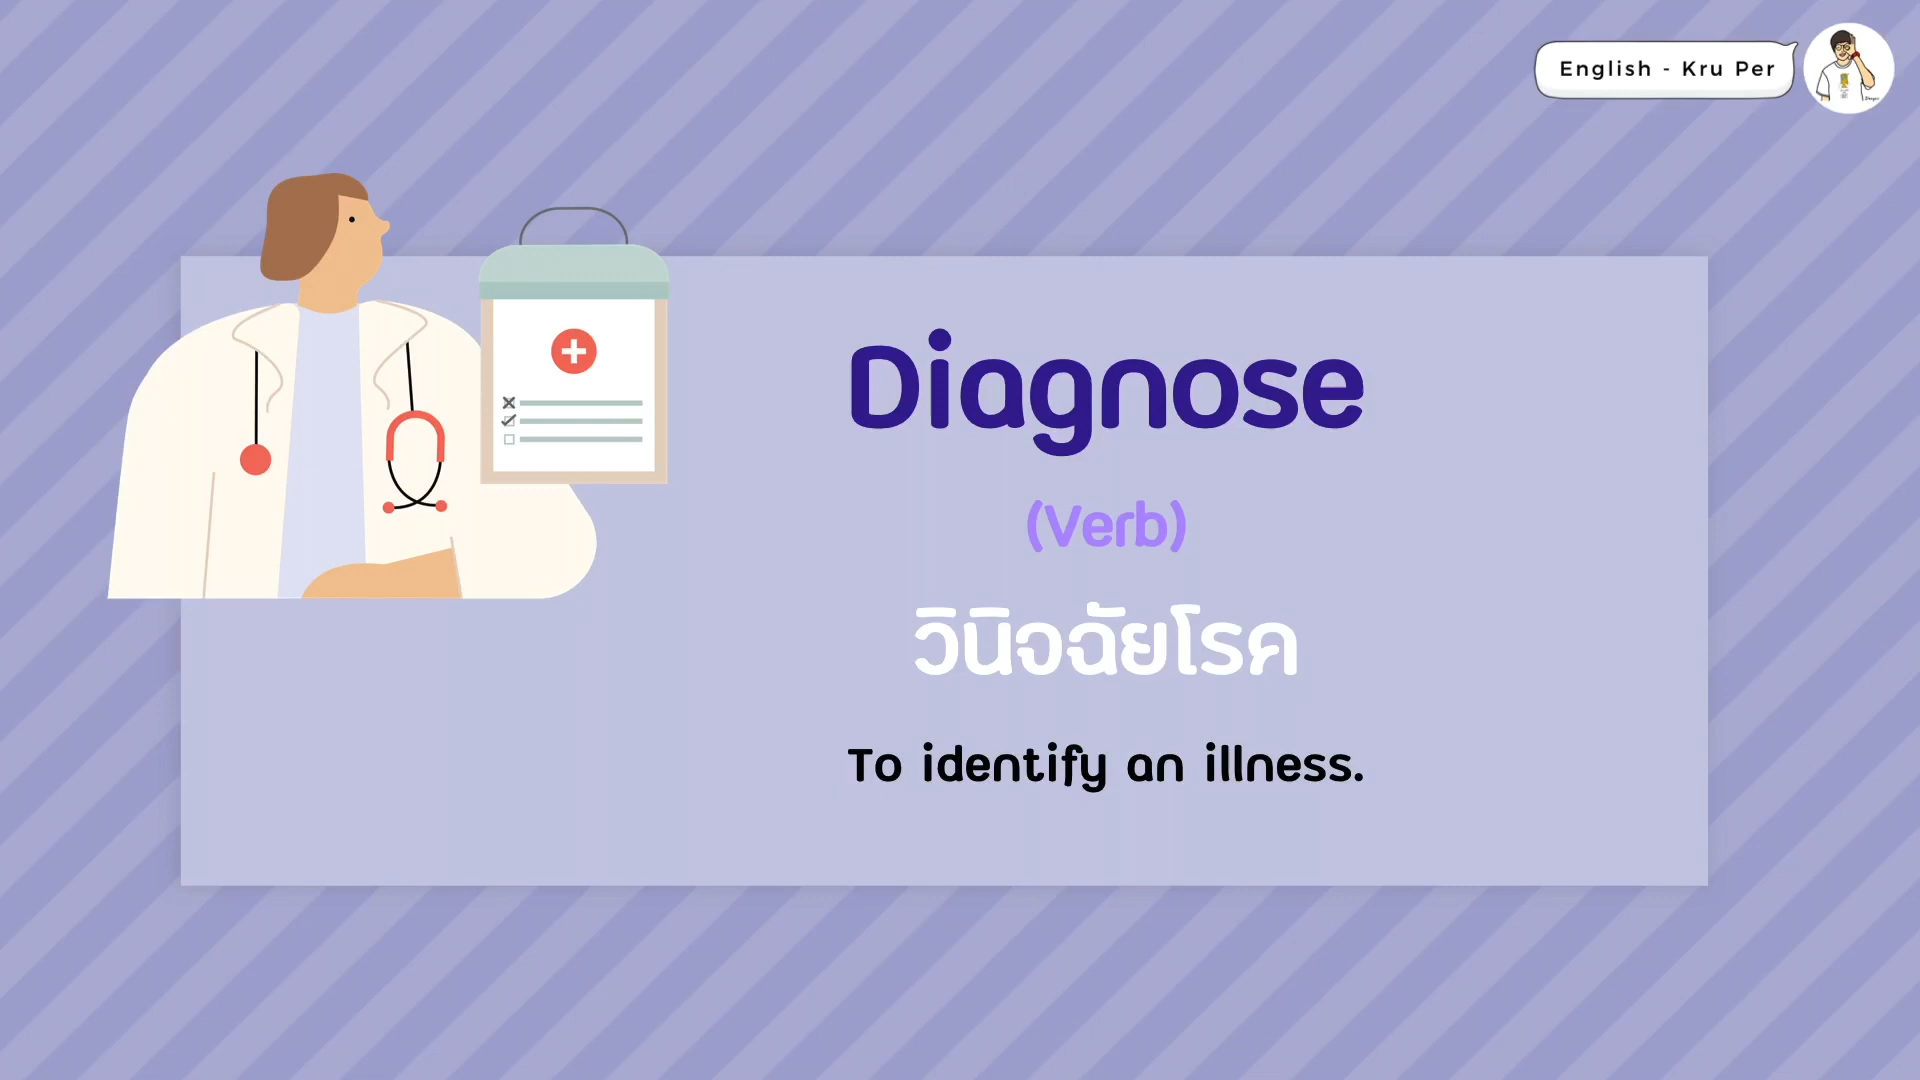 English - Kru Per
Diagnose
(Verb)
วินิจฉัยโรค
To identify an illness.